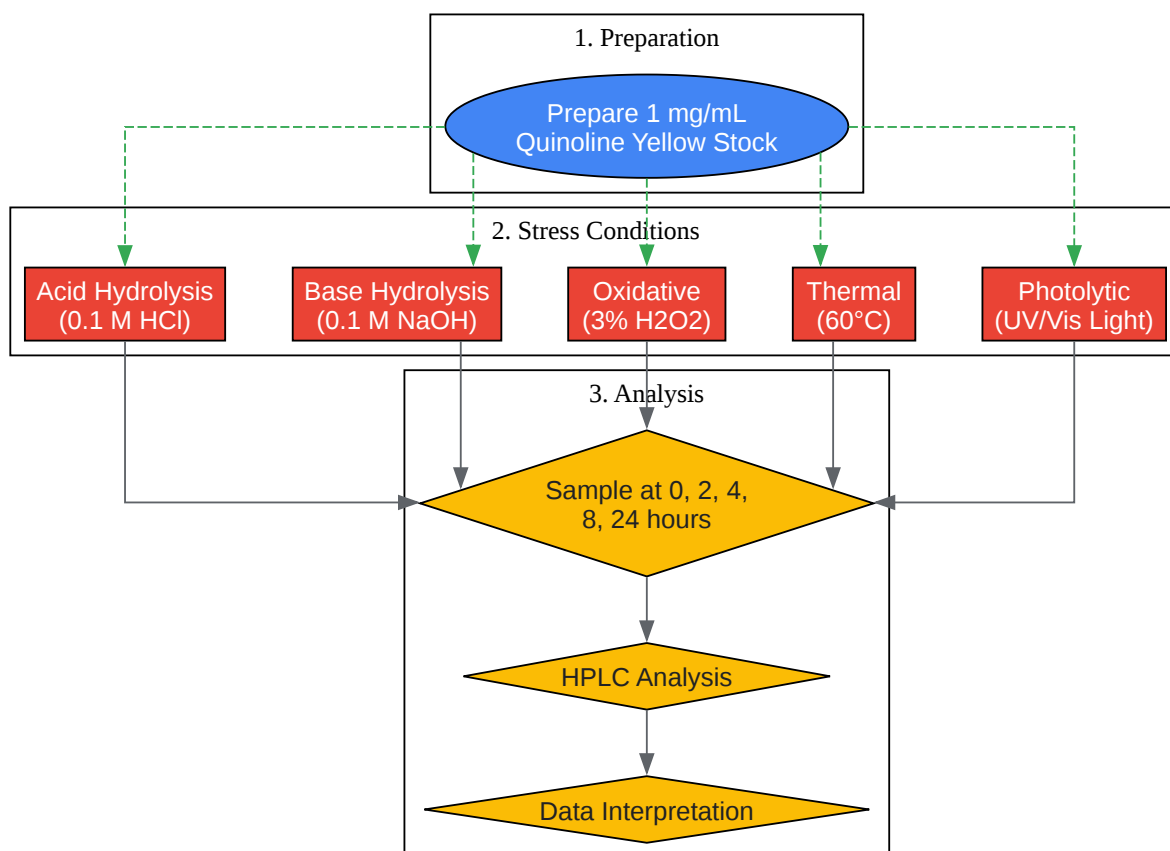 1. Preparation
Prepare 1 mg/mL
Quinoline Yellow Stock
2. Stress Conditions
Acid Hydrolysis
(0.1 M HCl)
Base Hydrolysis
(0.1 M NaOH)
Oxidative
(3% H2O2)
Thermal
(60°C)
Photolytic
(UV/Vis Light)
3. Analysis
Sample at 0, 2, 4,
8, 24 hours
HPLC Analysis
Data Interpretation